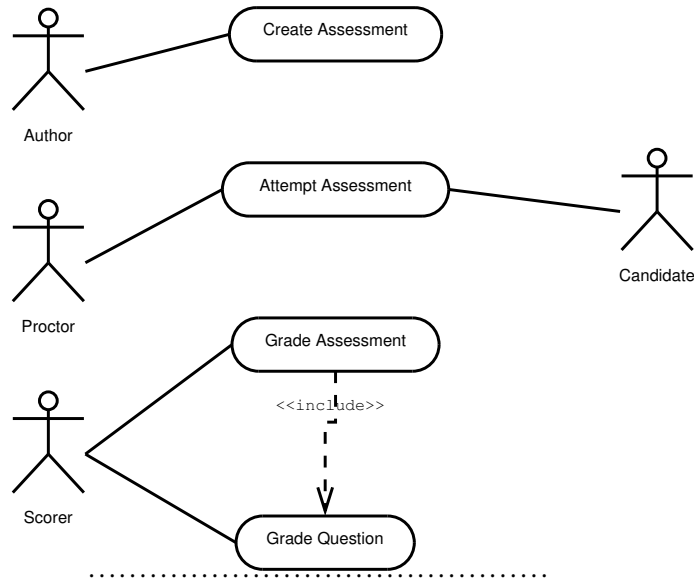 Create Assessment
Author
Attempt Assessment
Candidate
Proctor
Grade Assessment
<<include>>
Scorer
Grade Question